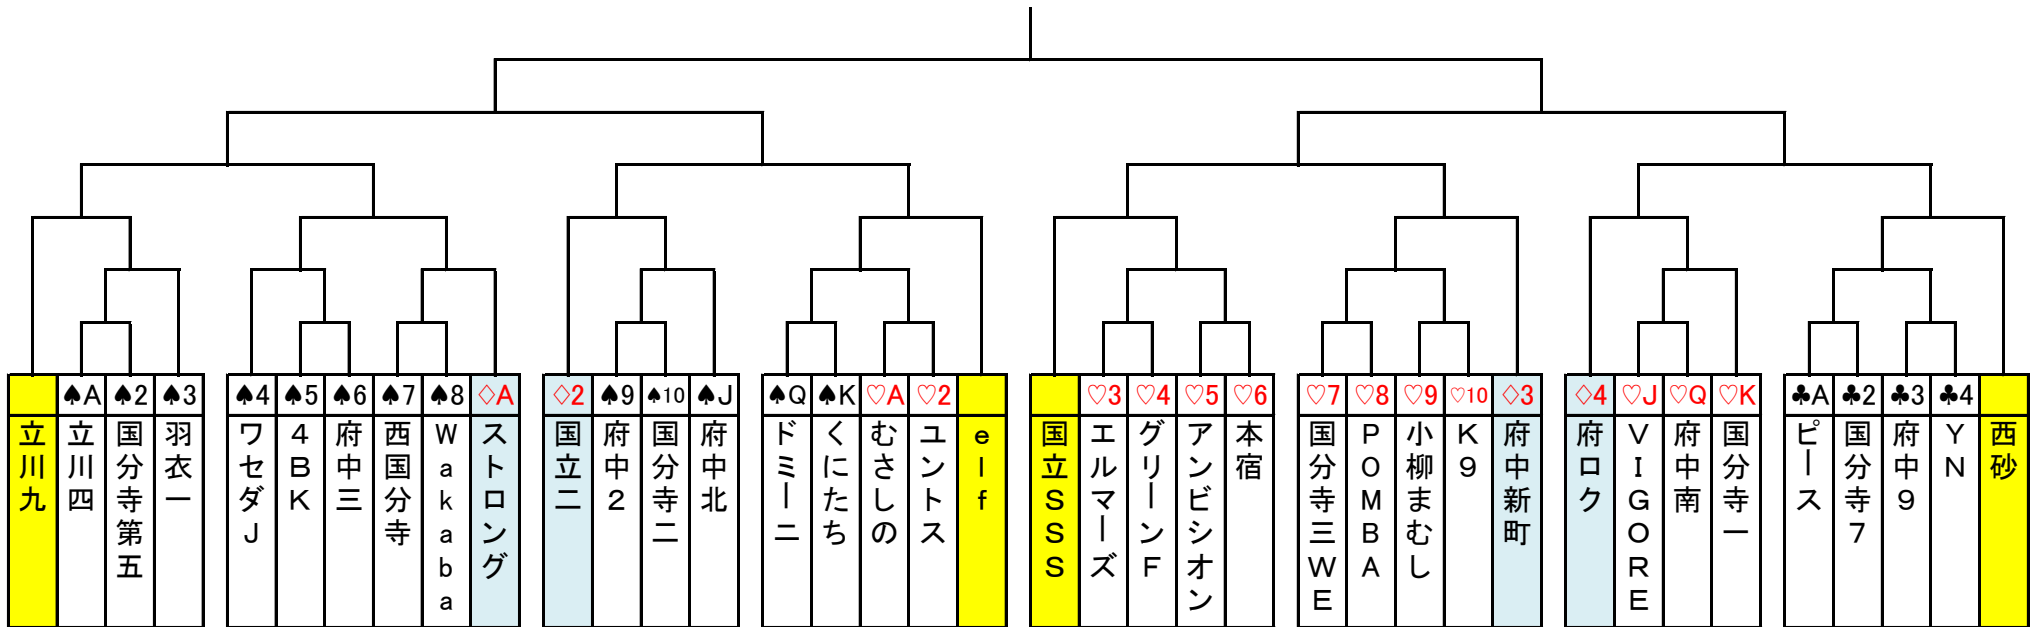 ♠A ♠2 ♠3 ♠4 ♠5 ♠6 ♠7 ♠8 ♢A ♢2 ♠9 ♠10 ♠J ♠Q ♠K ♡A ♡2 ♡3 ♡4 ♡5 ♡6 ♡7 ♡8 ♡9 ♡10 ♢3 ♢4 ♡J ♡Q ♡K ♣A ♣2 ♣3 ♣4
立川九
立川四
国分寺第五
羽衣一
ワセダJ
4BK
府中三
西国分寺
Wakaba
ストロング
国立二
府中2
国分寺二
府中北
ドミーニ
くにたち
むさしの
ユントス
elf
国立SSS
エルマーズ
グリーンF
アンビシオン
本宿
国分寺三WE
POMBA
小柳まむし
K9
府中新町
府ロク
VIGORE
府中南
国分寺一
ピース
国分寺7
府中9
YN
西砂